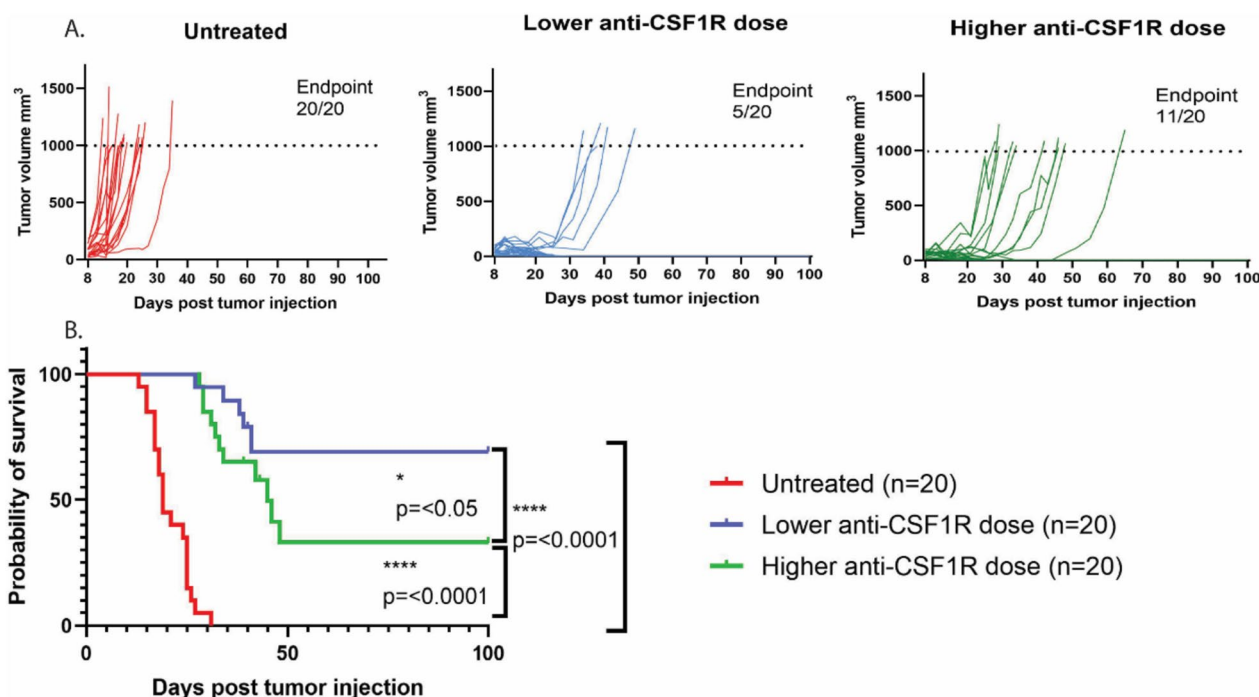 A.
Untreated
Tumor volume mm³
1500
1000
500
0
Endpoint
20/20
8 20 30 40 50 60 70 80 90 100
Days post tumor injection
Lower anti-CSF1R dose
Tumor volume mm³
1500
1000
500
0
Endpoint
5/20
8 20 30 40 50 60 70 80 90 100
Days post tumor injection
Higher anti-CSF1R dose
Tumor volume mm³
1500
1000
500
0
Endpoint
11/20
8 20 30 40 50 60 70 80 90 100
Days post tumor injection
B.
Probability of survival
100
50
0
0 50 100
Days post tumor injection
*
p=<0.05
****
p=<0.0001
****
p=<0.0001
Untreated (n=20)
Lower anti-CSF1R dose (n=20)
Higher anti-CSF1R dose (n=20)